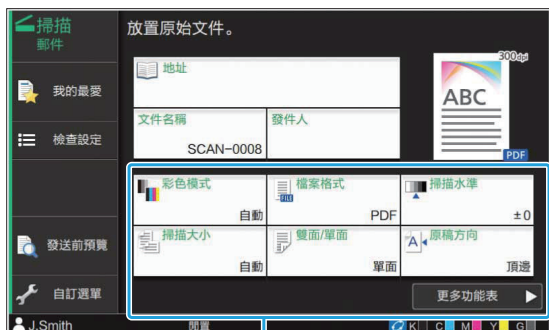 掃描
郵件
放置原始文件。
300dpi
地址
ABC
我的最愛
文件名稱
發件人
檢查設定
SCAN-0008
PDF
彩色模式
檔案格式
掃描水準
FILE
自動
PDF
±0
掃描大小
雙面/單面
原稿方向
A
發送前預覽
自動
單面
頂邊
自訂選單
更多功能表
J.Smith
閒置
K C M Y G